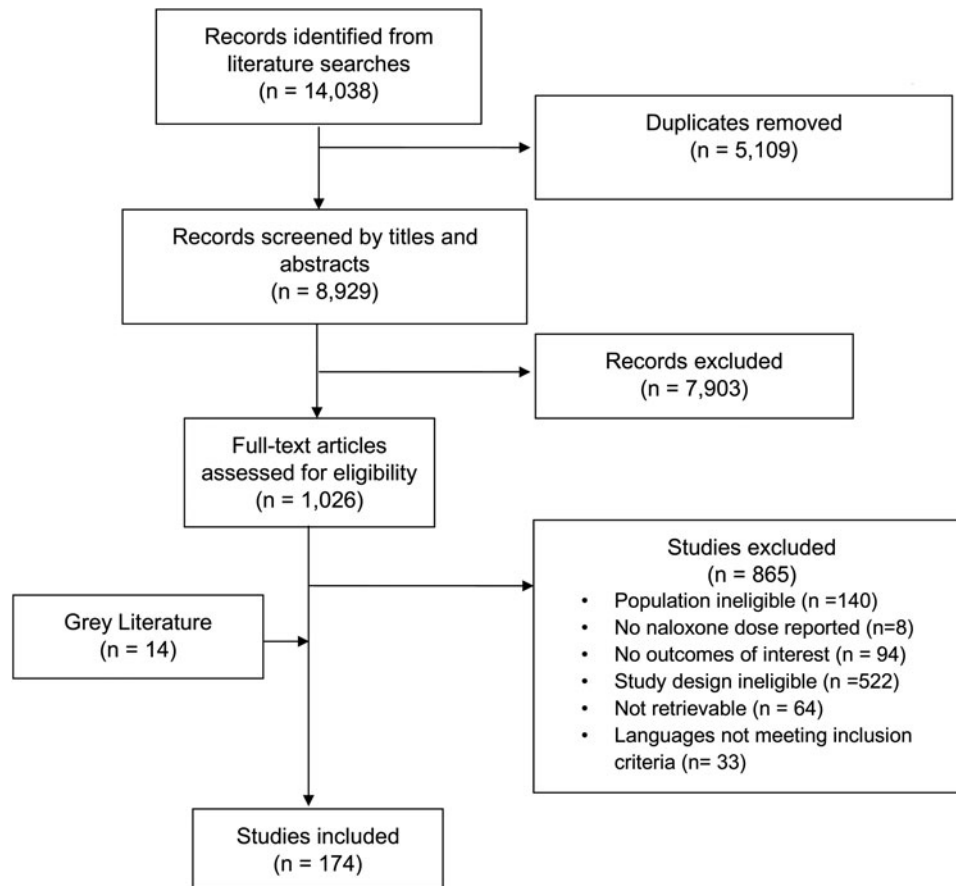 Records identified from
literature searches
(n = 14,038)
Duplicates removed
(n = 5,109)
Records screened by titles and
abstracts
(n = 8,929)
Records excluded
(n = 7,903)
Full-text articles
assessed for eligibility
(n = 1,026)
Studies excluded
(n = 865)
• Population ineligible (n =140)
• No naloxone dose reported (n=8)
• No outcomes of interest (n = 94)
• Study design ineligible (n =522)
• Not retrievable (n = 64)
• Languages not meeting inclusion
criteria (n= 33)
Grey Literature
(n = 14)
Studies included
(n = 174)